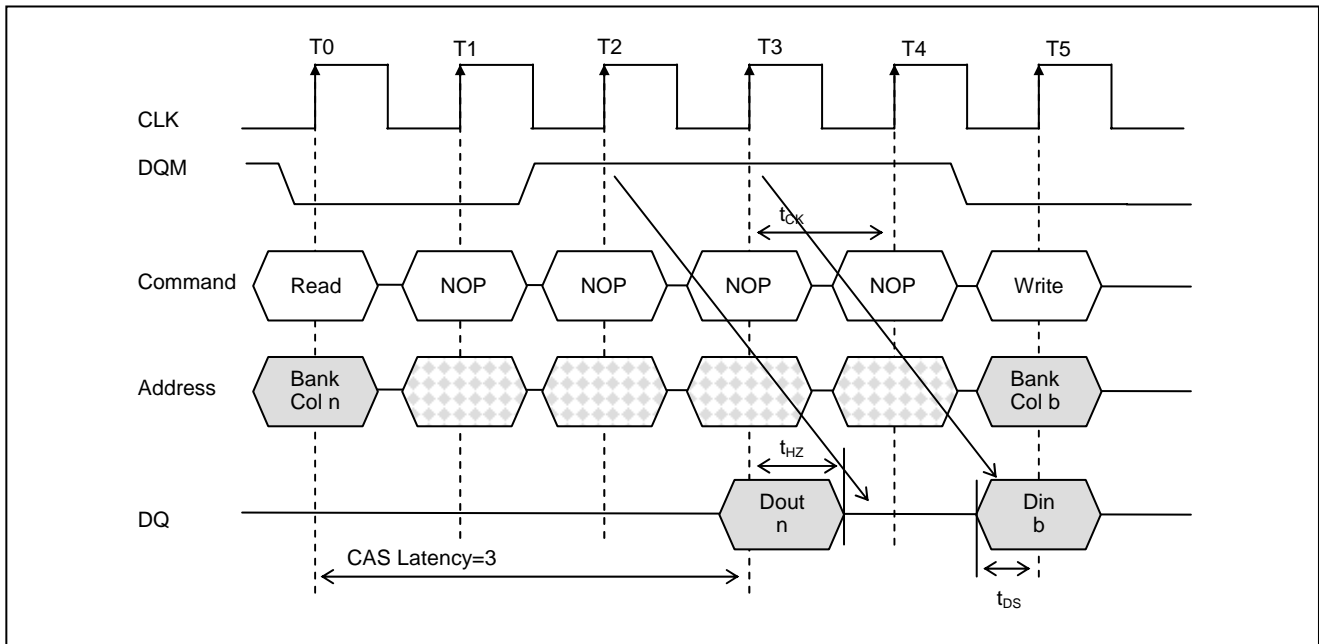 T0 T1 T2 T3 T4 T5
CLK
DQM
tCK
Command Read NOP NOP NOP NOP Write
Address Bank Col n Bank Col b
tHZ
DQ Dout n Din b
CAS Latency=3
tDS